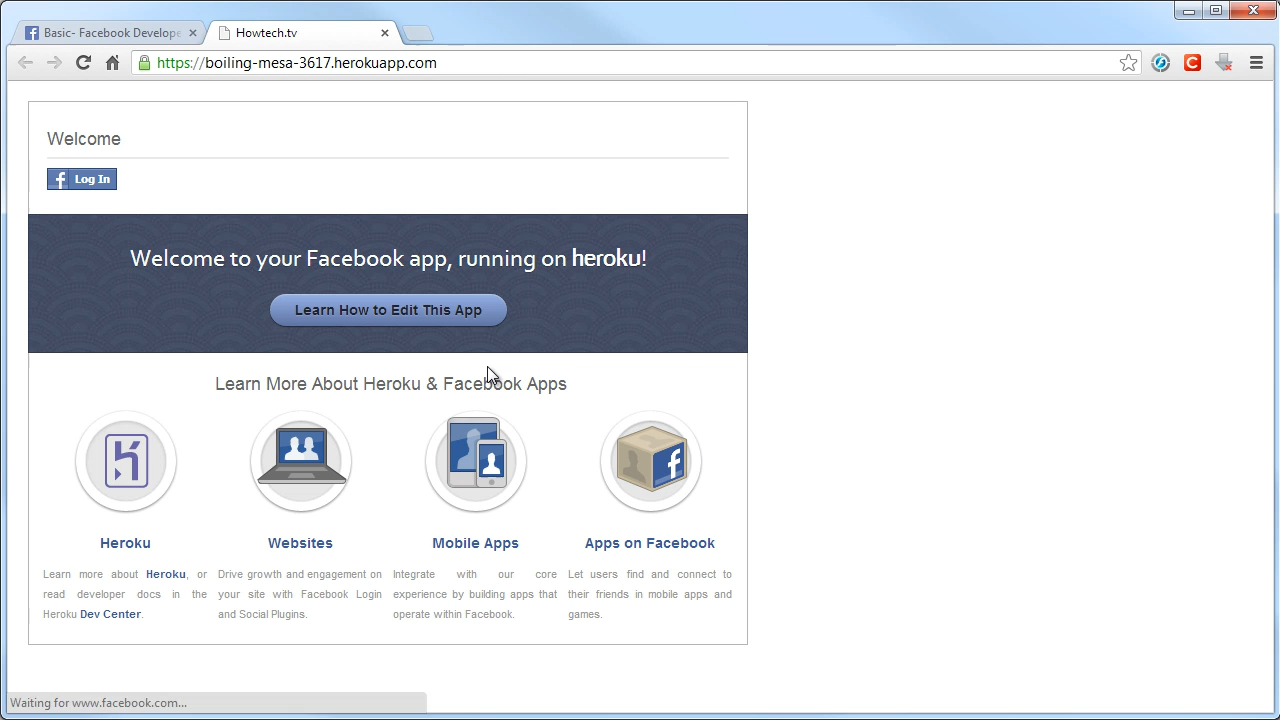 Basic- Facebook Develope
Howtech.tv
https://boiling-mesa-3617.herokuapp.com
Welcome
Log In
Welcome to your Facebook app, running on heroku!
Learn How to Edit This App
Learn More About Heroku & Facebook Apps
Heroku
Learn more about Heroku, or
read developer docs in the
Heroku Dev Center.
Websites
Drive growth and engagement on
your site with Facebook Login
and Social Plugins.
Mobile Apps
Integrate with our core
experience by building apps that
operate within Facebook.
Apps on Facebook
Let users find and connect to
their friends in mobile apps and
games.
Waiting for www.facebook.com...